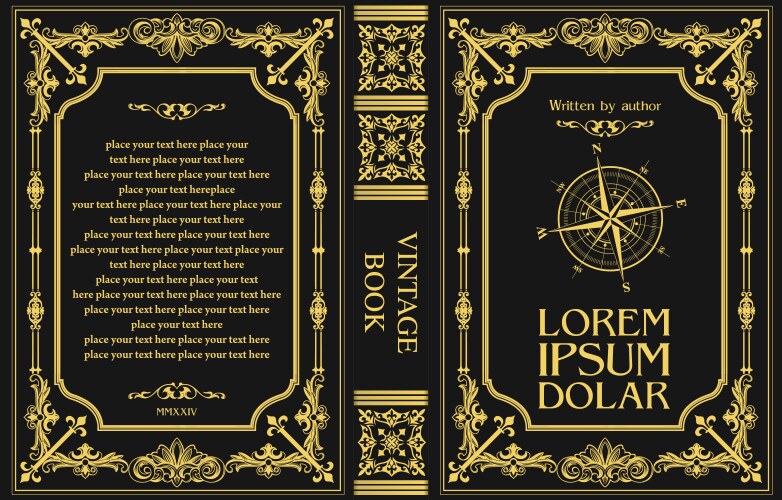 place your text here place your
text here place your text here
place your text here place your text here
place your text hereplace
your text here place your text here place your
text here place your text here
place your text here place your text here
place your text here place your text place your
text here place your text here
place your text here place your text
here place your text here place your text here
place your text here place your text here
place your text here
place your text here place your text here
place your text here place your text here
MMXXIV
VINTAGE
BOOK
Written by author
N
NW
NE
E
W
SW
SE
S
LOREM
IPSUM
DOLAR